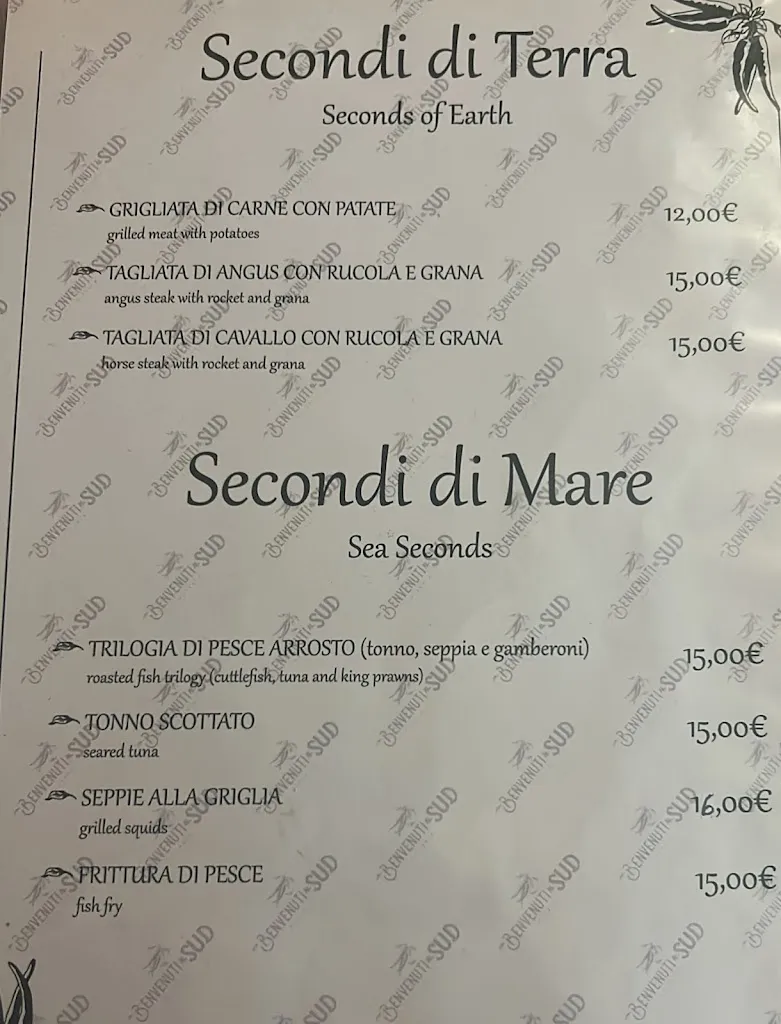 Secondi di Terra
Seconds of Earth
GRIGLIATA DI CARNE CON PATATE 12,00€
grilled meat with potatoes
TAGLIATA DI ANGUS CON RUCOLA E GRANA 15,00€
angus steak with rocket and grana
TAGLIATA DI CAVALLO CON RUCOLA E GRANA 15,00€
horse steak with rocket and grana
Secondi di Mare
Sea Seconds
TRILOGIA DI PESCE ARROSTO (tonno, seppia e gamberoni) 15,00€
roasted fish trilogy (cuttlefish, tuna and king prawns)
TONNO SCOTTATO 15,00€
seared tuna
SEPPIE ALLA GRIGLIA 16,00€
grilled squids
FRITTURA DI PESCE 15,00€
fish fry
BENVENUTI A SUD